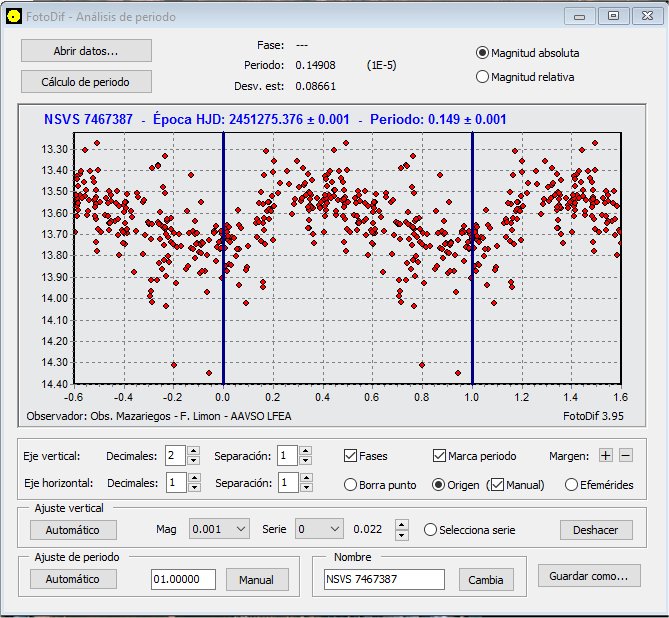 FotoDif - Análisis de periodo
Abrir datos...
Cálculo de periodo
Fase: ---
Periodo: 0.14908 (1E-5)
Desv. est: 0.08661
Magnitud absoluta
Magnitud relativa
NSVS 7467387 - Época HJD: 2451275.376 ± 0.001 - Periodo: 0.149 ± 0.001
13.30
13.40
13.50
13.60
13.70
13.80
13.90
14.00
14.10
14.20
14.30
14.40
-0.6 -0.4 -0.2 0.0 0.2 0.4 0.6 0.8 1.0 1.2 1.4 1.6
Observador: Obs. Mazariegos - F. Limon - AAVSO LFEA FotoDif 3.95
Eje vertical: Decimales: 2 Separación: 1 Fases Marca periodo Margen: + −
Eje horizontal: Decimales: 1 Separación: 1 Borra punto Origen (Manual) Efemérides
Ajuste vertical
Automático Mag 0.001 Serie 0 0.022 Selecciona serie Deshacer
Ajuste de periodo
Automático 01.00000 Manual
Nombre
NSVS 7467387 Cambia
Guardar como...